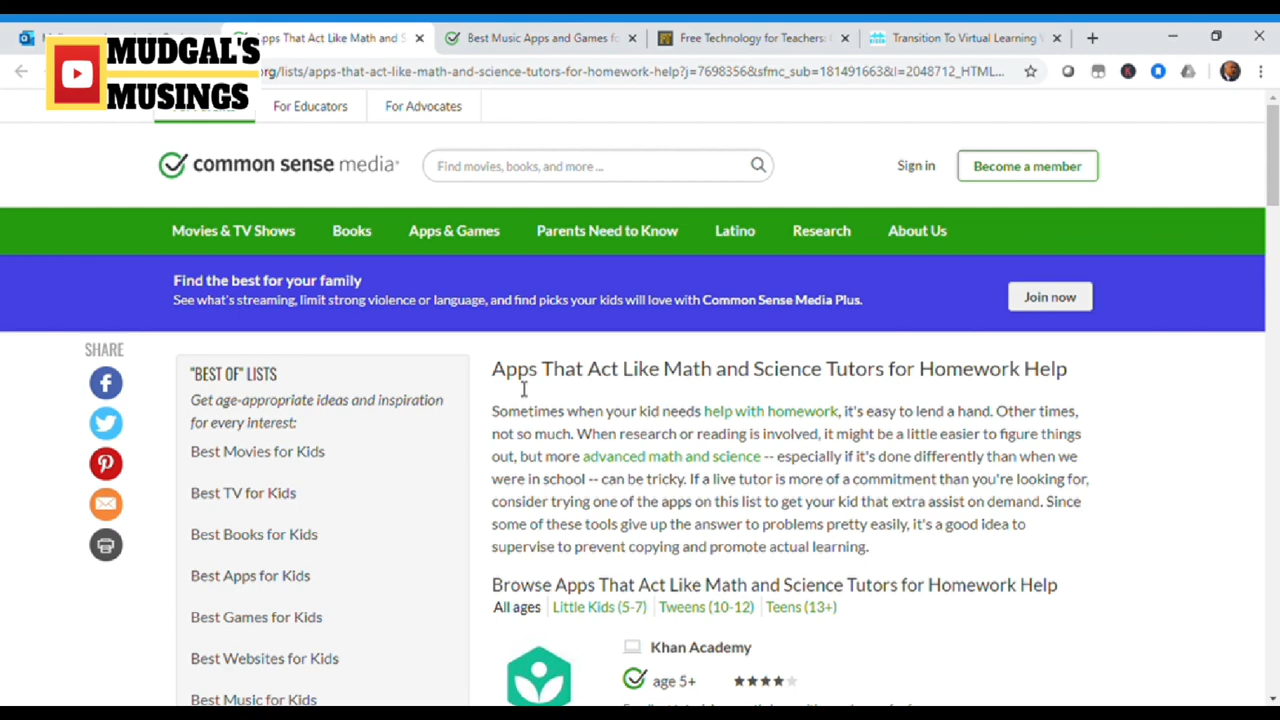 MUDGAL'S
MUSINGS
Apps That Act Like Math and S
Best Music Apps and Games fo
Free Technology for Teachers:
Transition To Virtual Learning
org/lists/apps-that-act-like-math-and-science-tutors-for-homework-help?j=7698356&sfmc_sub=181491663&l=2048712_HTML...
For Educators
For Advocates
common sense media
Find movies, books, and more ...
Sign in
Become a member
Movies & TV Shows
Books
Apps & Games
Parents Need to Know
Latino
Research
About Us
Find the best for your family
See what's streaming, limit strong violence or language, and find picks your kids will love with Common Sense Media Plus.
Join now
SHARE
"BEST OF" LISTS
Get age-appropriate ideas and inspiration
for every interest:
Best Movies for Kids
Best TV for Kids
Best Books for Kids
Best Apps for Kids
Best Games for Kids
Best Websites for Kids
Best Music for Kids
Apps That Act Like Math and Science Tutors for Homework Help
Sometimes when your kid needs help with homework, it's easy to lend a hand. Other times,
not so much. When research or reading is involved, it might be a little easier to figure things
out, but more advanced math and science -- especially if it's done differently than when we
were in school -- can be tricky. If a live tutor is more of a commitment than you're looking for,
consider trying one of the apps on this list to get your kid that extra assist on demand. Since
some of these tools give up the answer to problems pretty easily, it's a good idea to
supervise to prevent copying and promote actual learning.
Browse Apps That Act Like Math and Science Tutors for Homework Help
All ages
Little Kids (5-7)
Tweens (10-12)
Teens (13+)
Khan Academy
age 5+